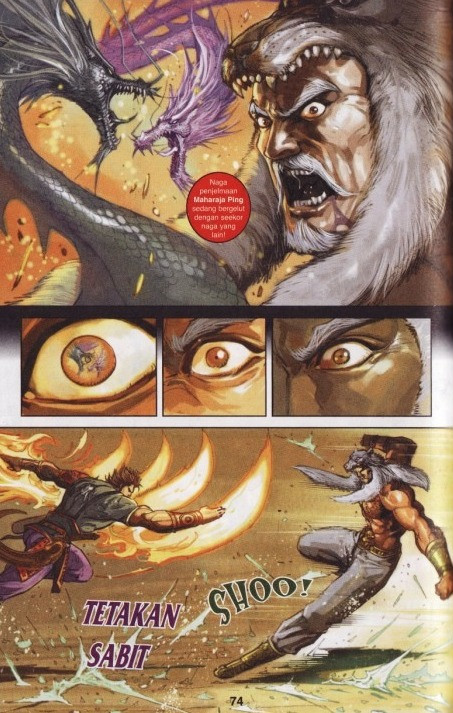 Naga
penjelmaan
Maharaja Ping
sedang bergelut
dengan seekor
naga yang
lain!
TETAKAN
SABIT
SHOO!
74